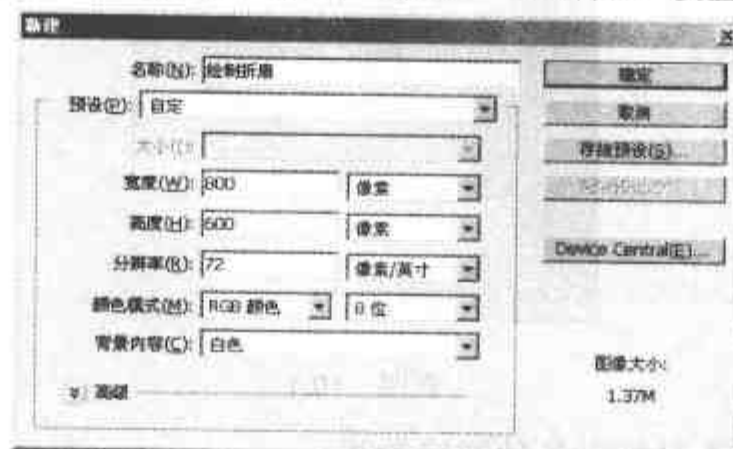 新建
名称(N): 绘制折扇
确定
预设(P): 自定
取消
大小(I):
存储预设(S)...
宽度(W): 800 像素
高度(H): 600 像素
Device Central(E)...
分辨率(R): 72 像素/英寸
颜色模式(M): RGB 颜色 8 位
背景内容(C): 白色
图像大小:
高级
1.37M